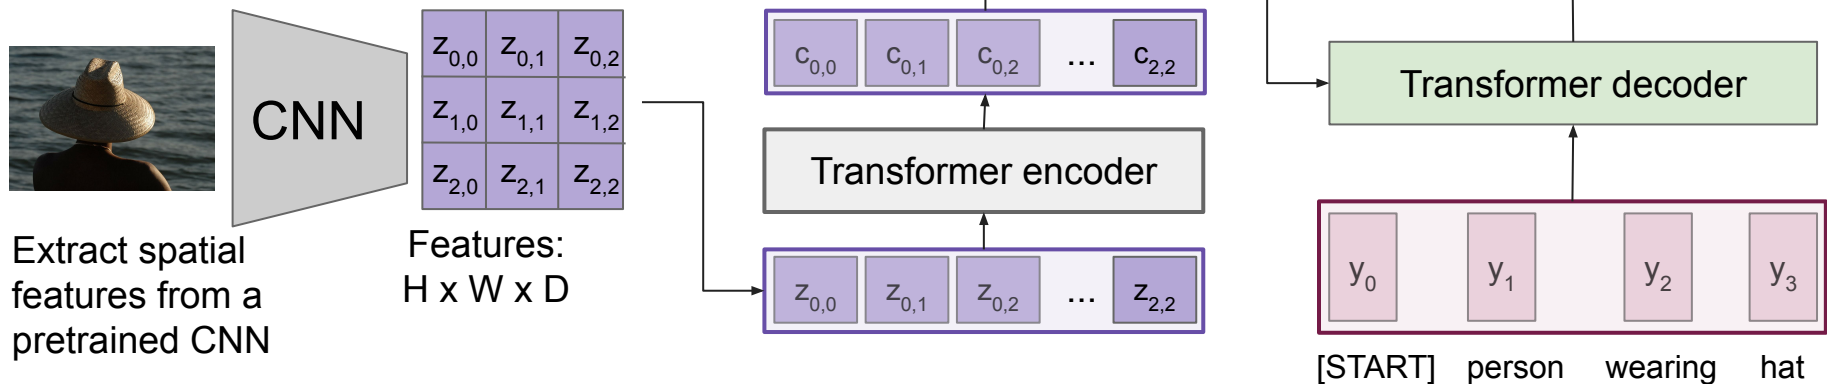 CNN
z0,0 z0,1 z0,2
z1,0 z1,1 z1,2
z2,0 z2,1 z2,2
Extract spatial
features from a
pretrained CNN
Features:
H x W x D
c0,0 c0,1 c0,2 ... c2,2
Transformer encoder
z0,0 z0,1 z0,2 ... z2,2
Transformer decoder
y0 y1 y2 y3
[START] person wearing hat